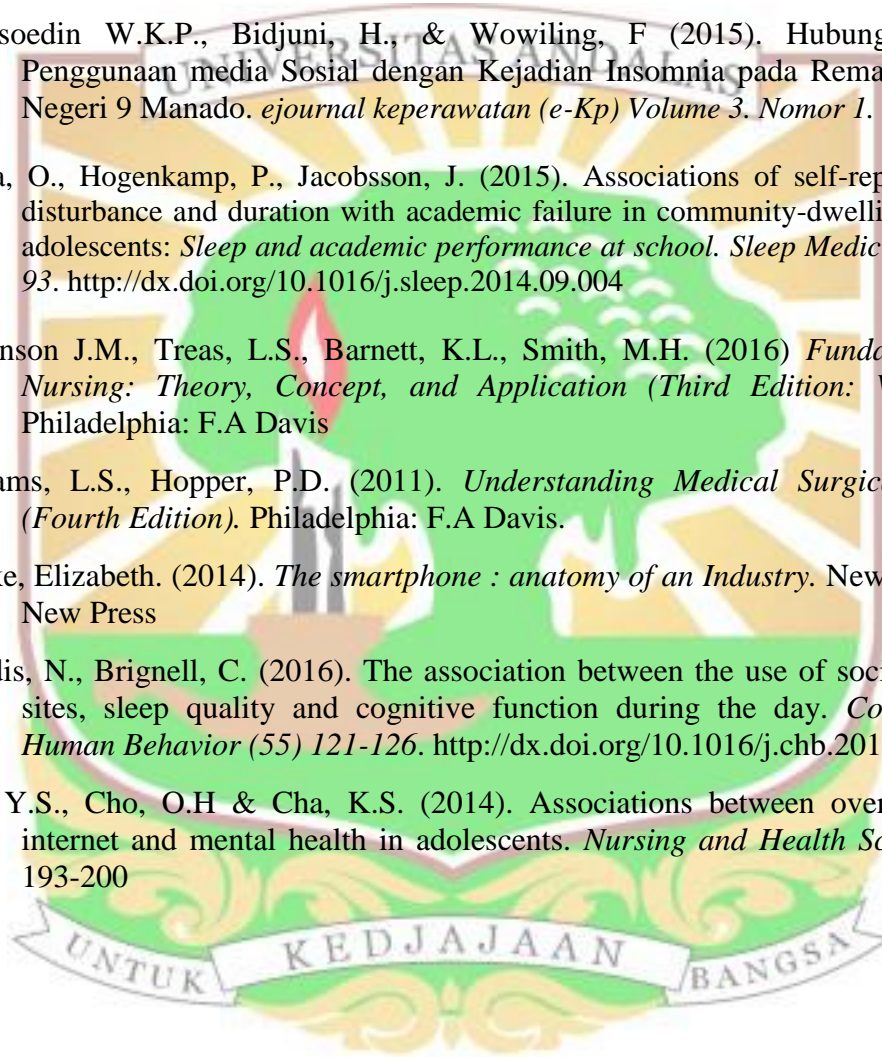 soedin W.K.P., Bidjuni, H., & Wowiling, F (2015). Hubung
Penggunaan media Sosial dengan Kejadian Insomnia pada Rema
Negeri 9 Manado. ejournal keperawatan (e-Kp) Volume 3. Nomor 1.
a, O., Hogenkamp, P., Jacobsson, J. (2015). Associations of self-rep
disturbance and duration with academic failure in community-dwelli
adolescents: Sleep and academic performance at school. Sleep Medic
93. http://dx.doi.org/10.1016/j.sleep.2014.09.004
nson J.M., Treas, L.S., Barnett, K.L., Smith, M.H. (2016) Funda
Nursing: Theory, Concept, and Application (Third Edition: V
Philadelphia: F.A Davis
ams, L.S., Hopper, P.D. (2011). Understanding Medical Surgic
(Fourth Edition). Philadelphia: F.A Davis.
ke, Elizabeth. (2014). The smartphone : anatomy of an Industry. New
New Press
dis, N., Brignell, C. (2016). The association between the use of soci
sites, sleep quality and cognitive function during the day. Co
Human Behavior (55) 121-126. http://dx.doi.org/10.1016/j.chb.201
Y.S., Cho, O.H & Cha, K.S. (2014). Associations between over
internet and mental health in adolescents. Nursing and Health Sc
193-200
UNIVERSITAS ANDALAS
UNTUK KEDJAJAAN BANGSA